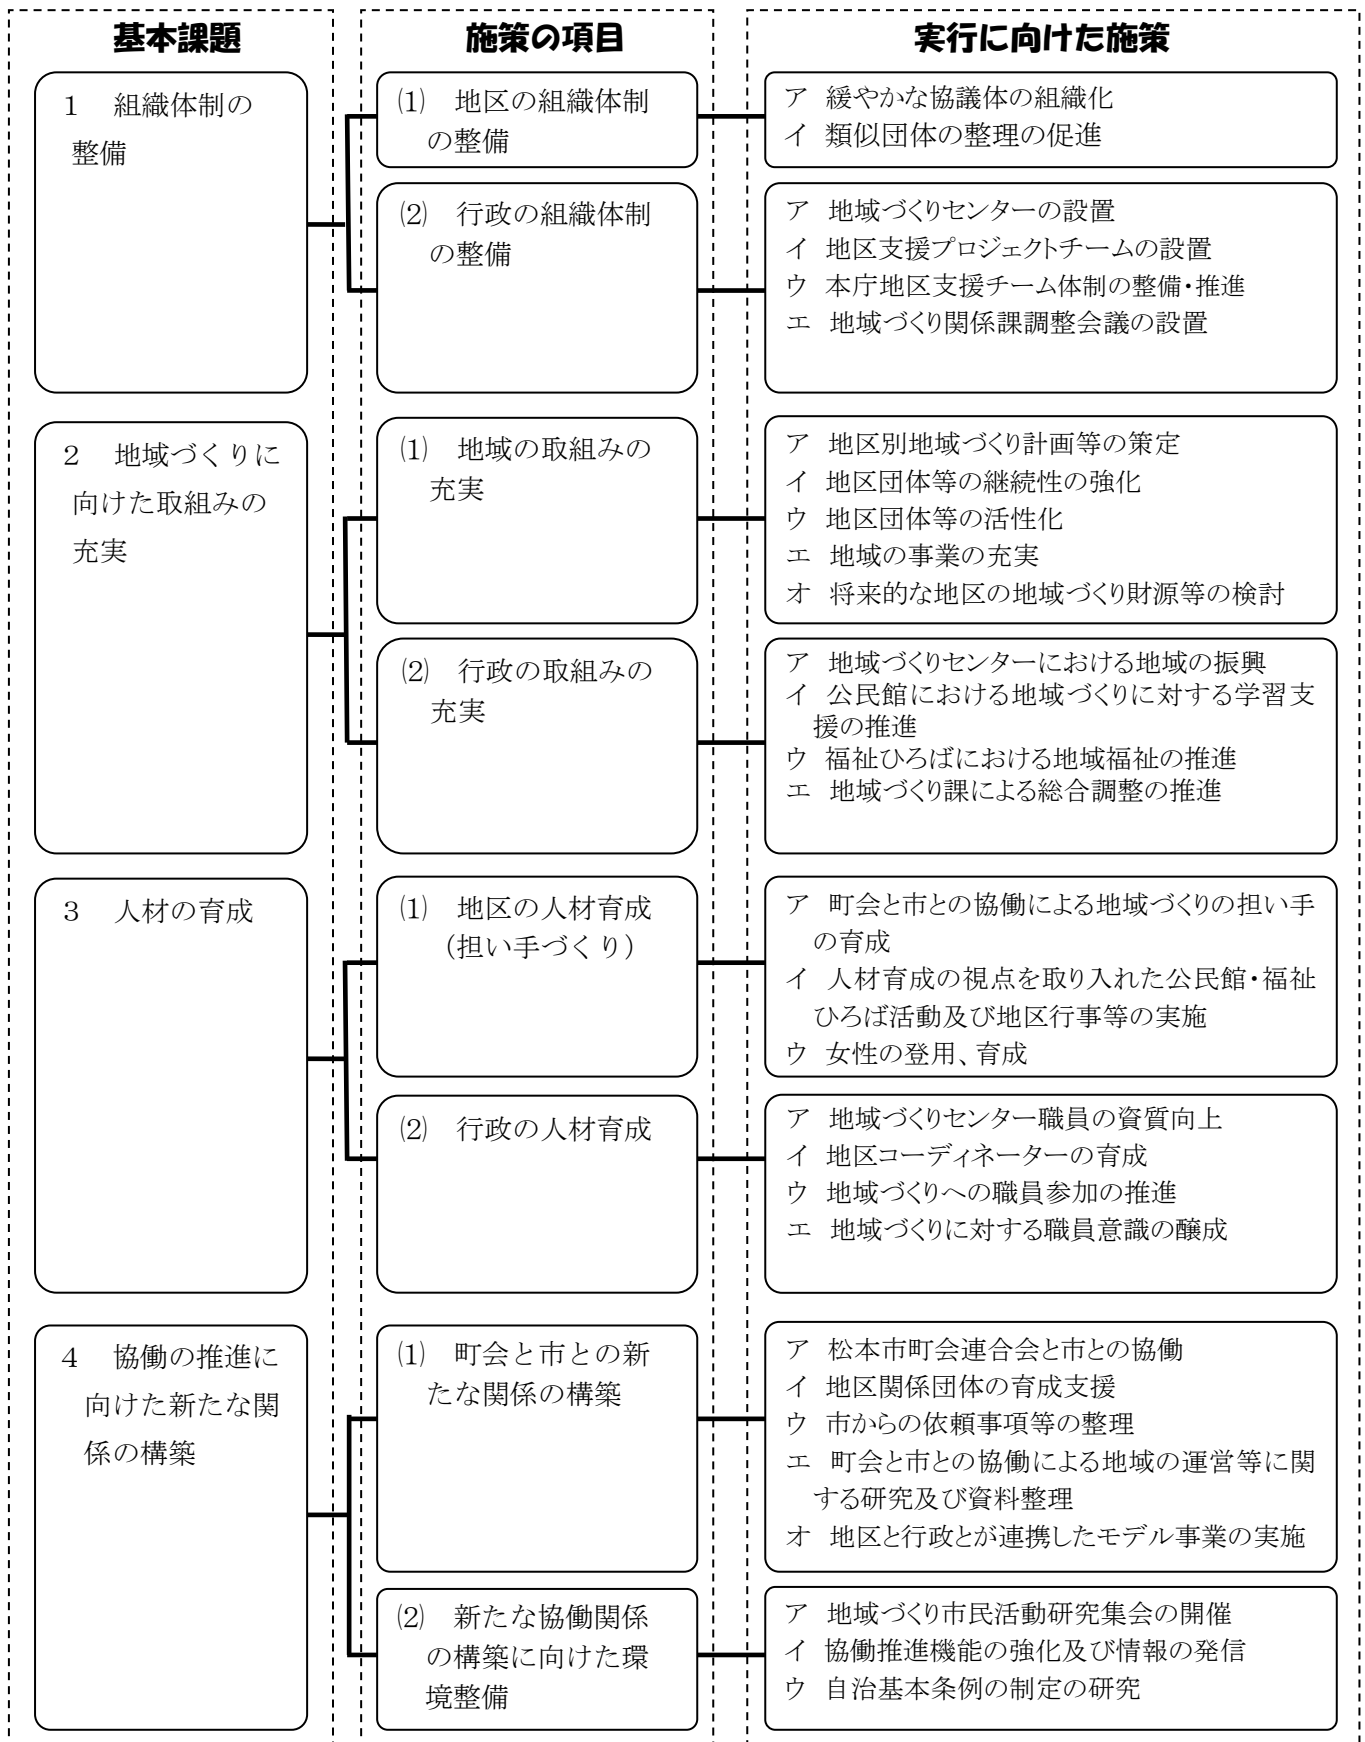 基本課題
施策の項目
実行に向けた施策
1 組織体制の
整備
⑴ 地区の組織体制
の整備
ア 緩やかな協議体の組織化
イ 類似団体の整理の促進
⑵ 行政の組織体制
の整備
ア 地域づくりセンターの設置
イ 地区支援プロジェクトチームの設置
ウ 本庁地区支援チーム体制の整備・推進
エ 地域づくり関係課調整会議の設置
2 地域づくりに
向けた取組みの
充実
⑴ 地域の取組みの
充実
ア 地区別地域づくり計画等の策定
イ 地区団体等の継続性の強化
ウ 地区団体等の活性化
エ 地域の事業の充実
オ 将来的な地区の地域づくり財源等の検討
⑵ 行政の取組みの
充実
ア 地域づくりセンターにおける地域の振興
イ 公民館における地域づくりに対する学習支
援の推進
ウ 福祉ひろばにおける地域福祉の推進
エ 地域づくり課による総合調整の推進
3 人材の育成
⑴ 地区の人材育成
(担い手づくり)
ア 町会と市との協働による地域づくりの担い手
の育成
イ 人材育成の視点を取り入れた公民館・福祉
ひろば活動及び地区行事等の実施
ウ 女性の登用、育成
⑵ 行政の人材育成
ア 地域づくりセンター職員の資質向上
イ 地区コーディネーターの育成
ウ 地域づくりへの職員参加の推進
エ 地域づくりに対する職員意識の醸成
4 協働の推進に
向けた新たな関
係の構築
⑴ 町会と市との新
たな関係の構築
ア 松本市町会連合会と市との協働
イ 地区関係団体の育成支援
ウ 市からの依頼事項等の整理
エ 町会と市との協働による地域の運営等に関
する研究及び資料整理
オ 地区と行政とが連携したモデル事業の実施
⑵ 新たな協働関係
の構築に向けた環
境整備
ア 地域づくり市民活動研究集会の開催
イ 協働推進機能の強化及び情報の発信
ウ 自治基本条例の制定の研究